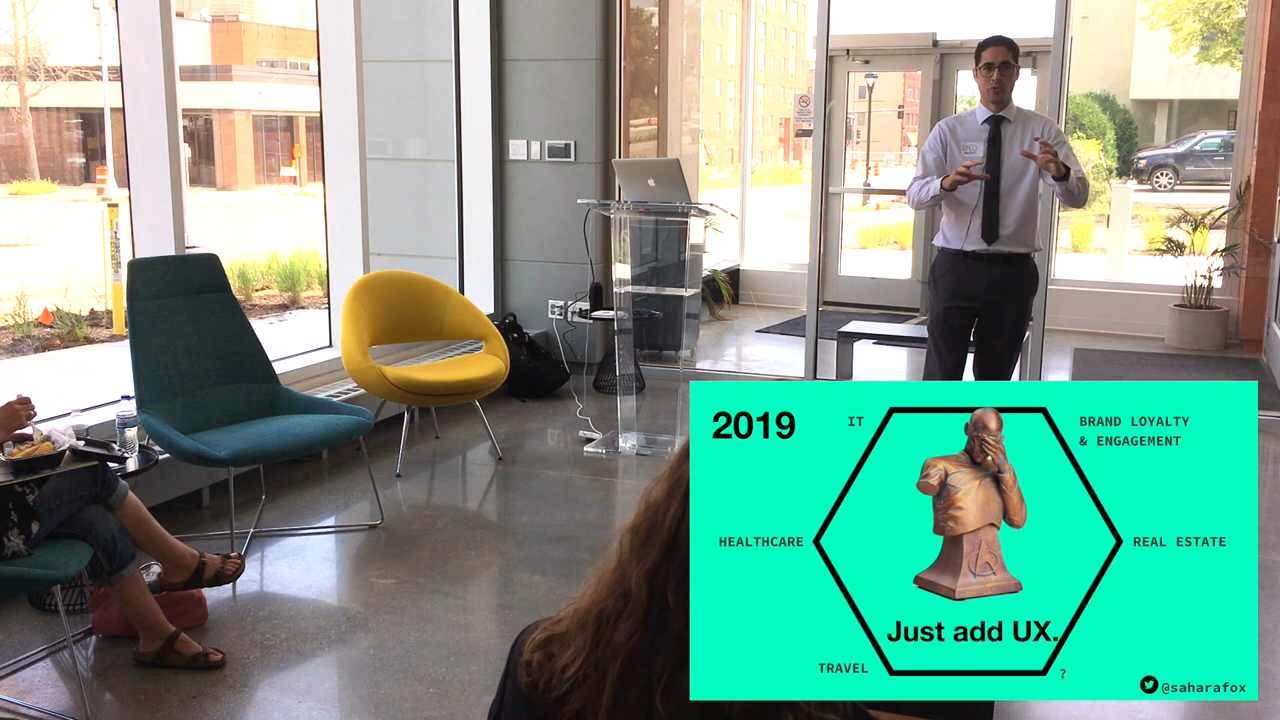 2019
IT
BRAND LOYALTY
& ENGAGEMENT
HEALTHCARE
REAL ESTATE
Just add UX.
TRAVEL
?
@saharafox